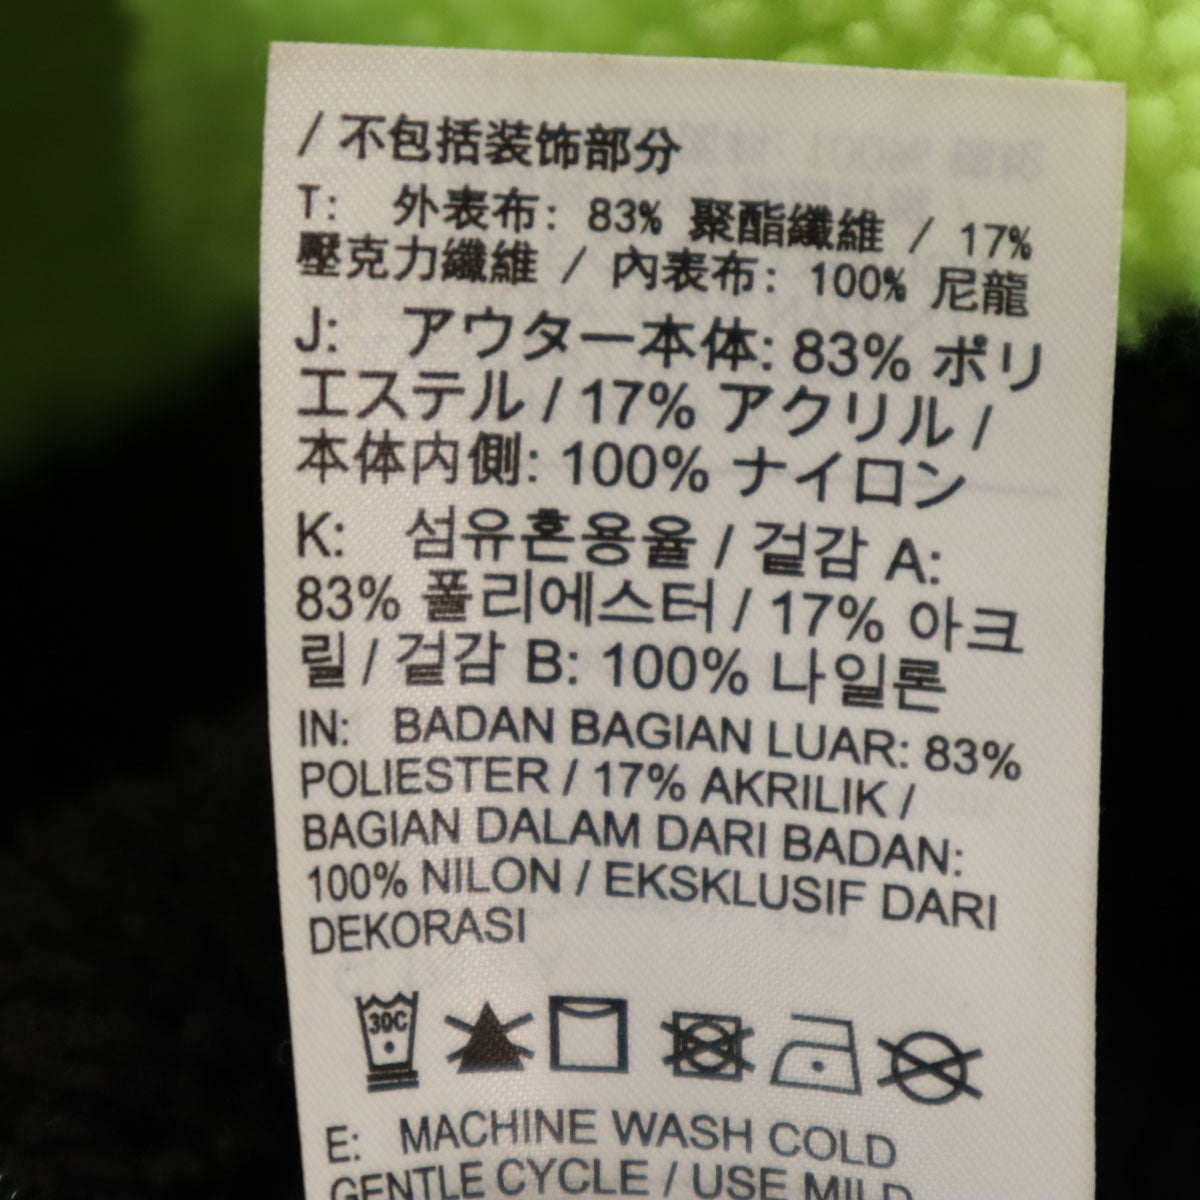 / 不包括装饰部分
T: 外表布: 83% 聚酯纖維 / 17%
壓克力纖維 / 內表布: 100% 尼龍
J: アウター本体: 83% ポリ
エステル / 17% アクリル /
本体内側: 100% ナイロン
K: 섬유혼용율 / 겉감 A:
83% 폴리에스터 / 17% 아크
릴 / 겉감 B: 100% 나일론
IN: BADAN BAGIAN LUAR: 83%
POLIESTER / 17% AKRILIK /
BAGIAN DALAM DARI BADAN:
100% NILON / EKSKLUSIF DARI
DEKORASI
30C
E: MACHINE WASH COLD
GENTLE CYCLE / USE MILD